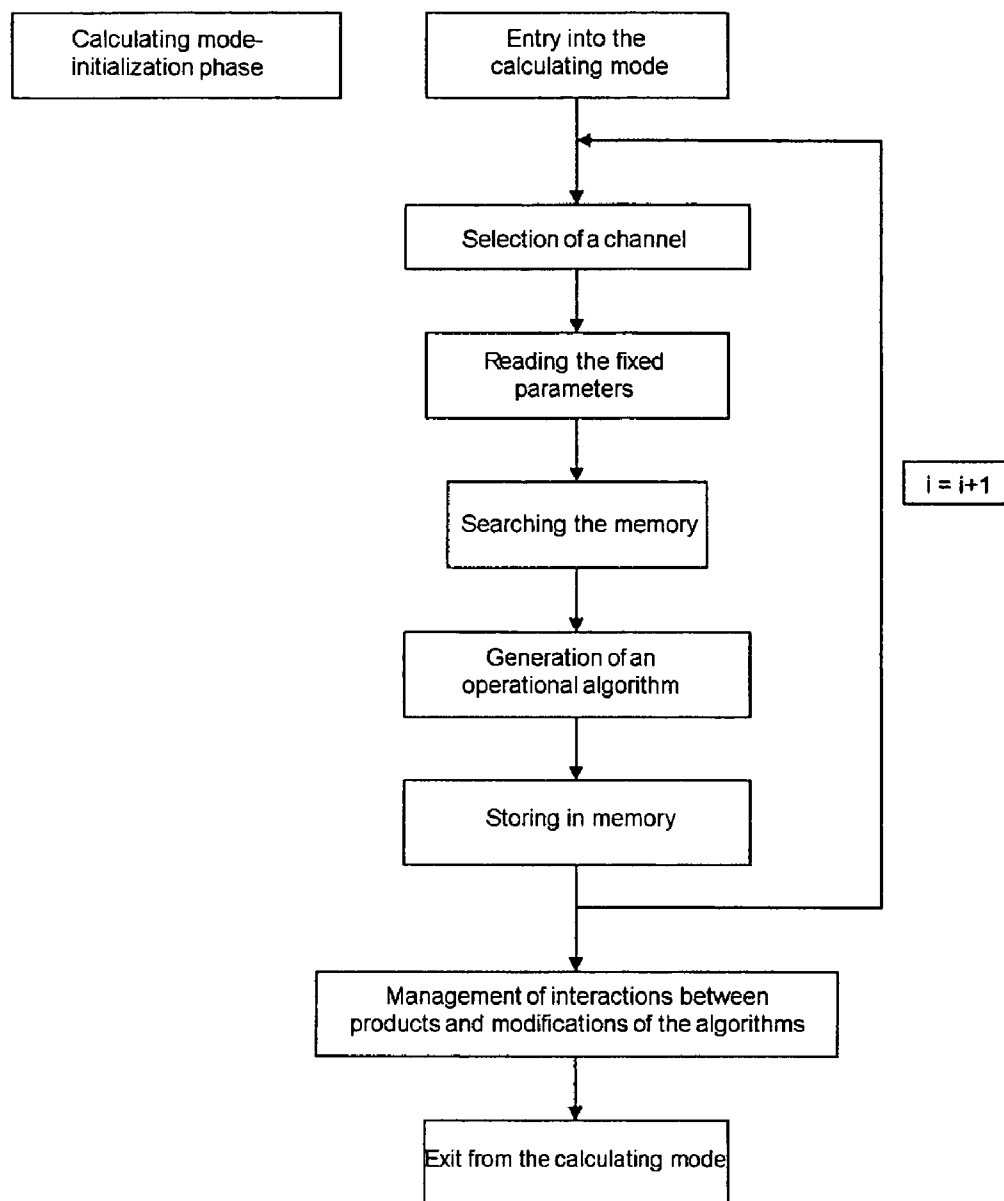 Calculating mode-
initialization phase
Entry into the
calculating mode
Selection of a channel
Reading the fixed
parameters
i = i+1
Searching the memory
Generation of an
operational algorithm
Storing in memory
Management of interactions between
products and modifications of the algorithms
Exit from the calculating mode